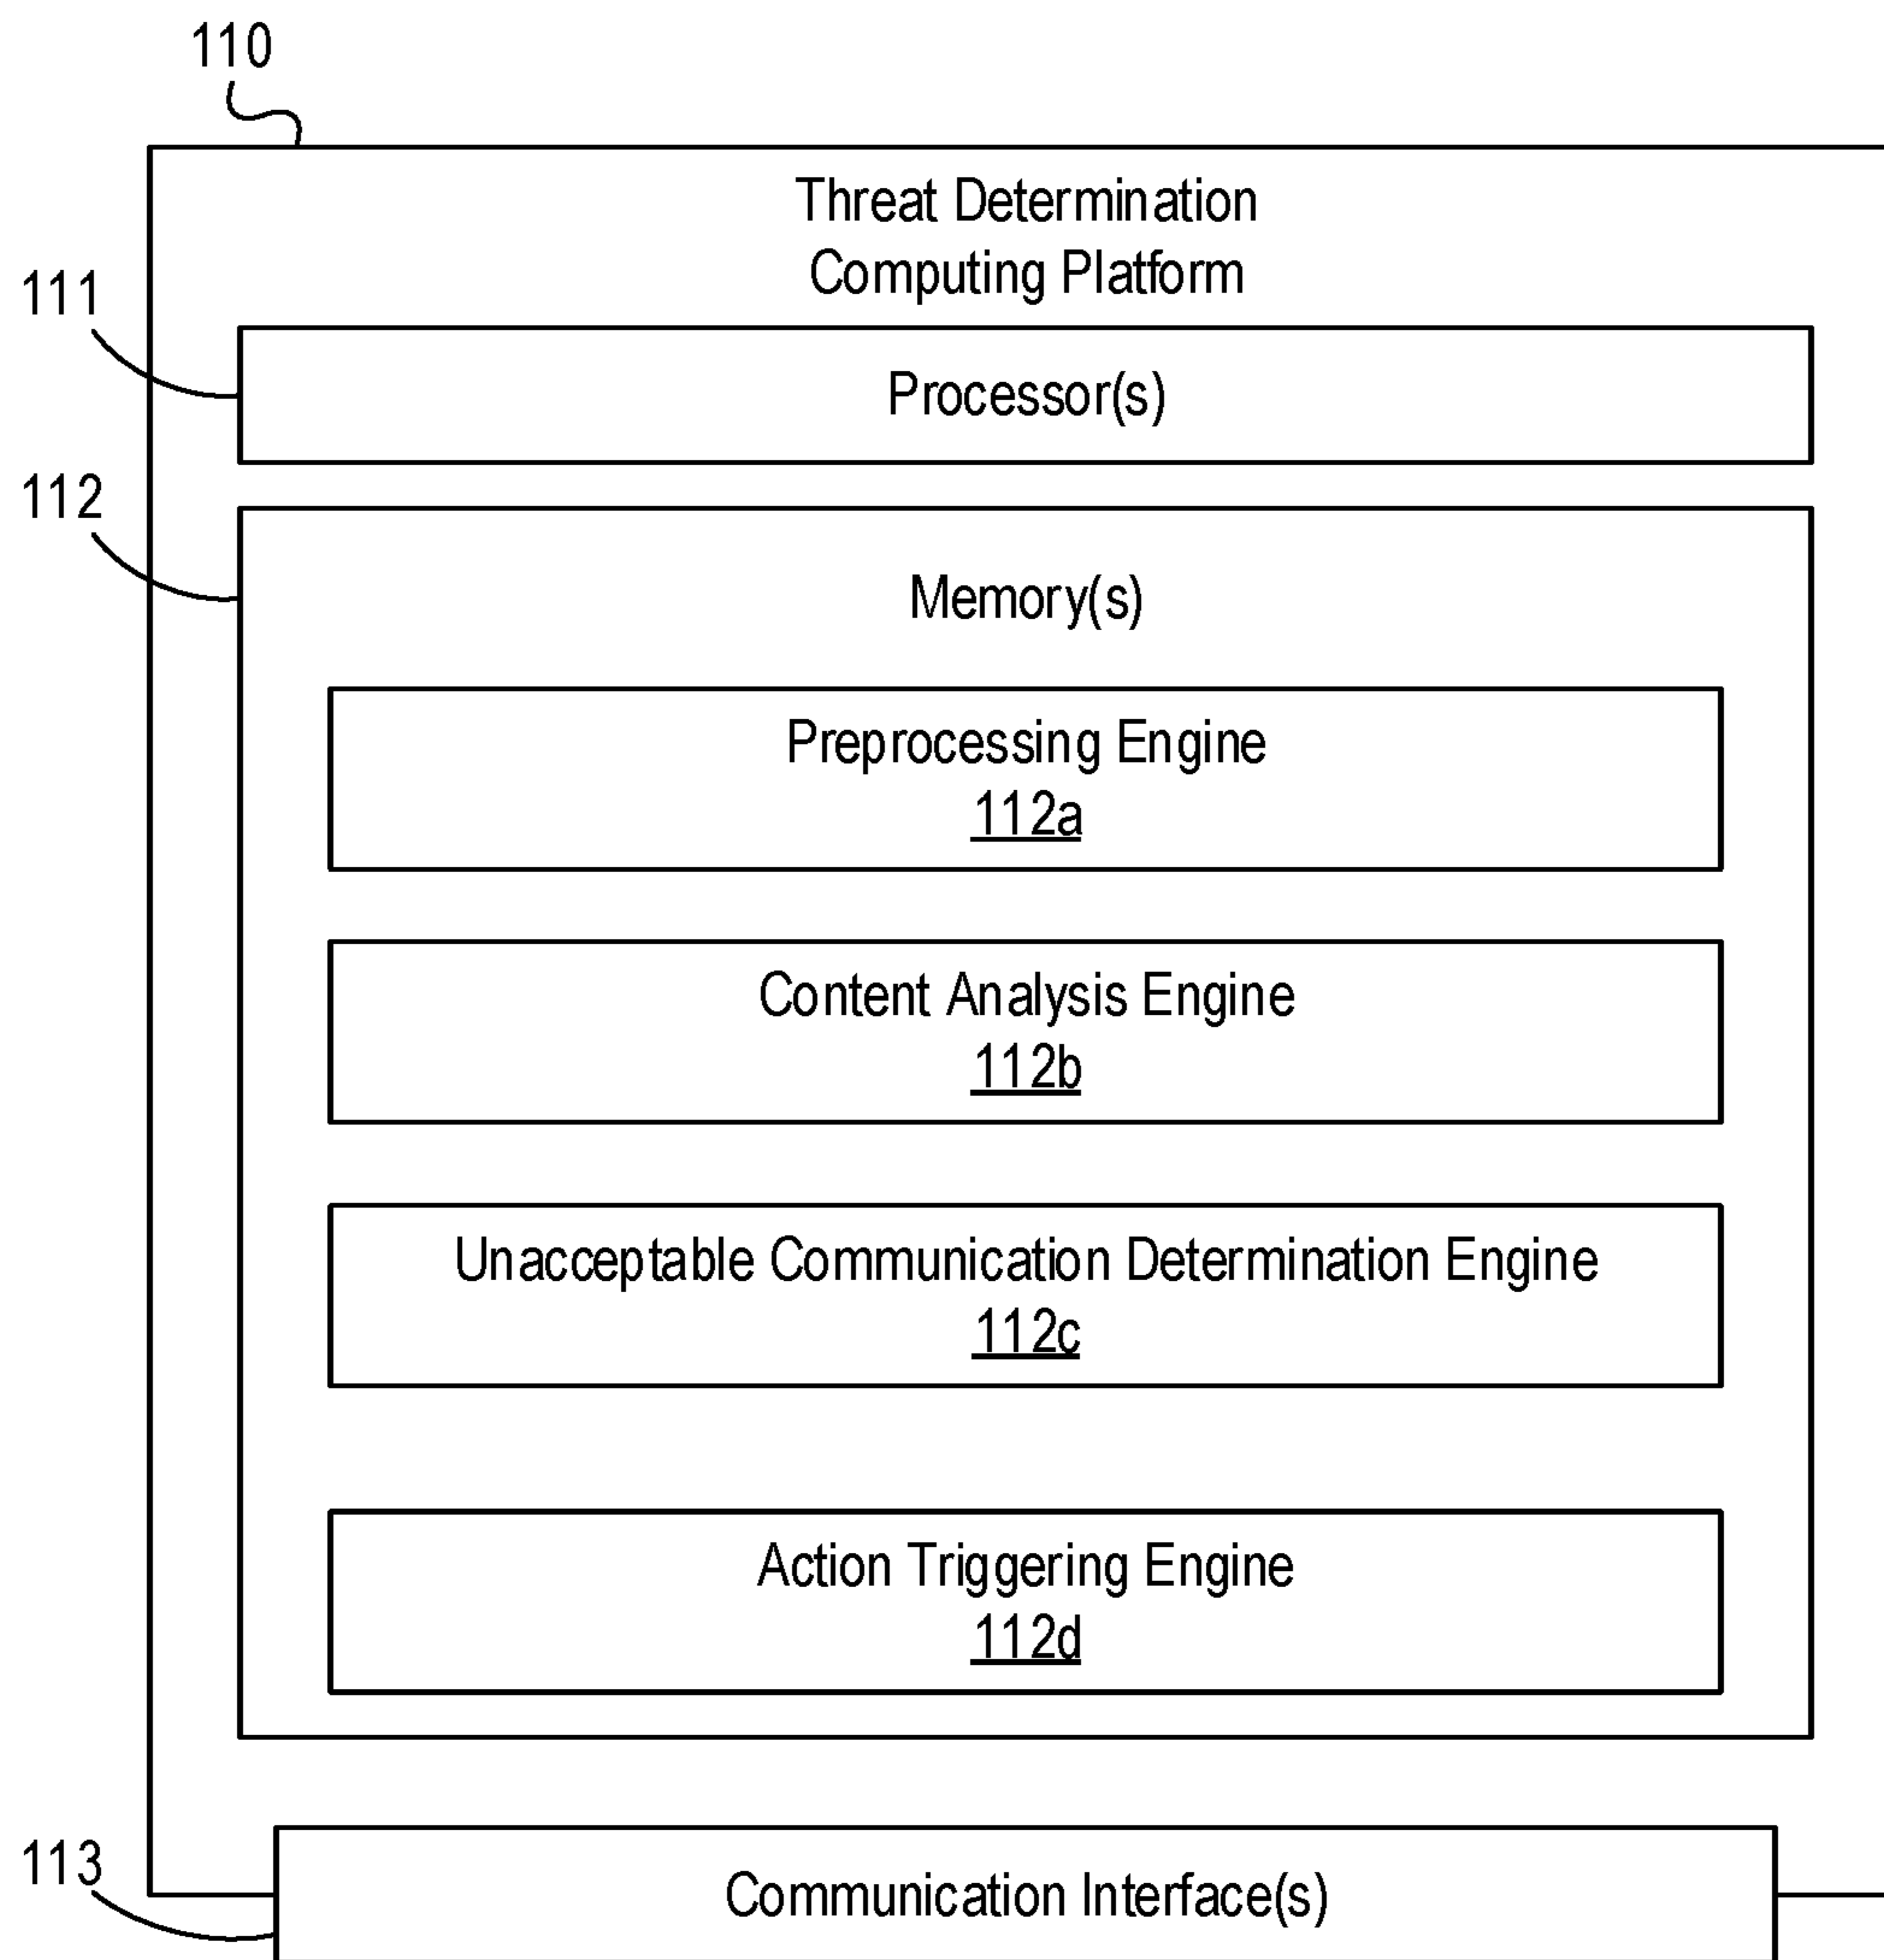 110
Threat Determination
Computing Platform
111
Processor(s)
112
Memory(s)
Preprocessing Engine
112a
Content Analysis Engine
112b
Unacceptable Communication Determination Engine
112c
Action Triggering Engine
112d
113
Communication Interface(s)